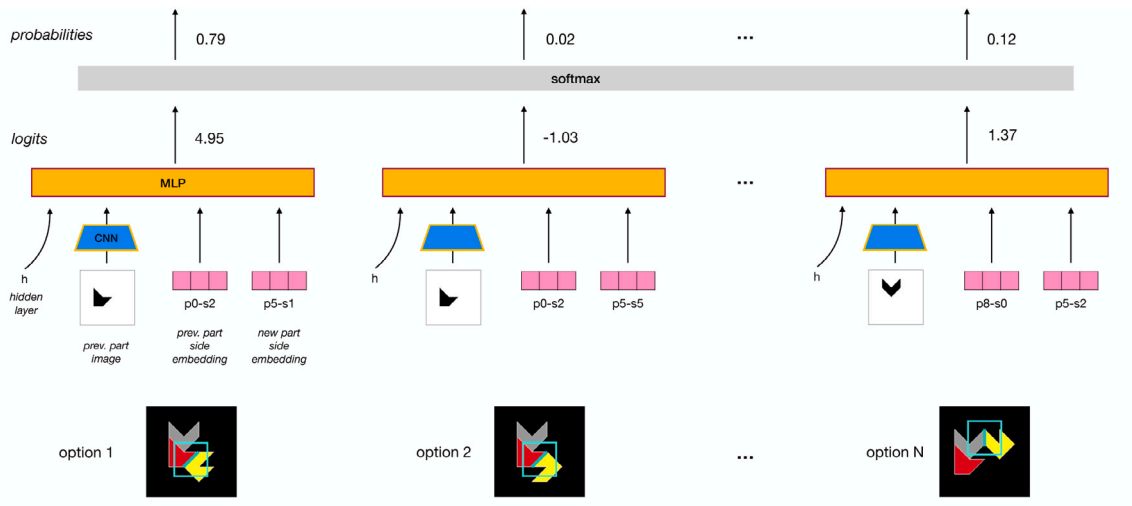 probabilities
0.79
0.02
...
0.12
softmax
logits
4.95
-1.03
1.37
MLP
...
CNN
h
hidden
layer
p0-s2
p5-s1
prev. part
image
prev. part
side
embedding
new part
side
embedding
h
p0-s2
p5-s5
h
p8-s0
p5-s2
option 1
option 2
...
option N